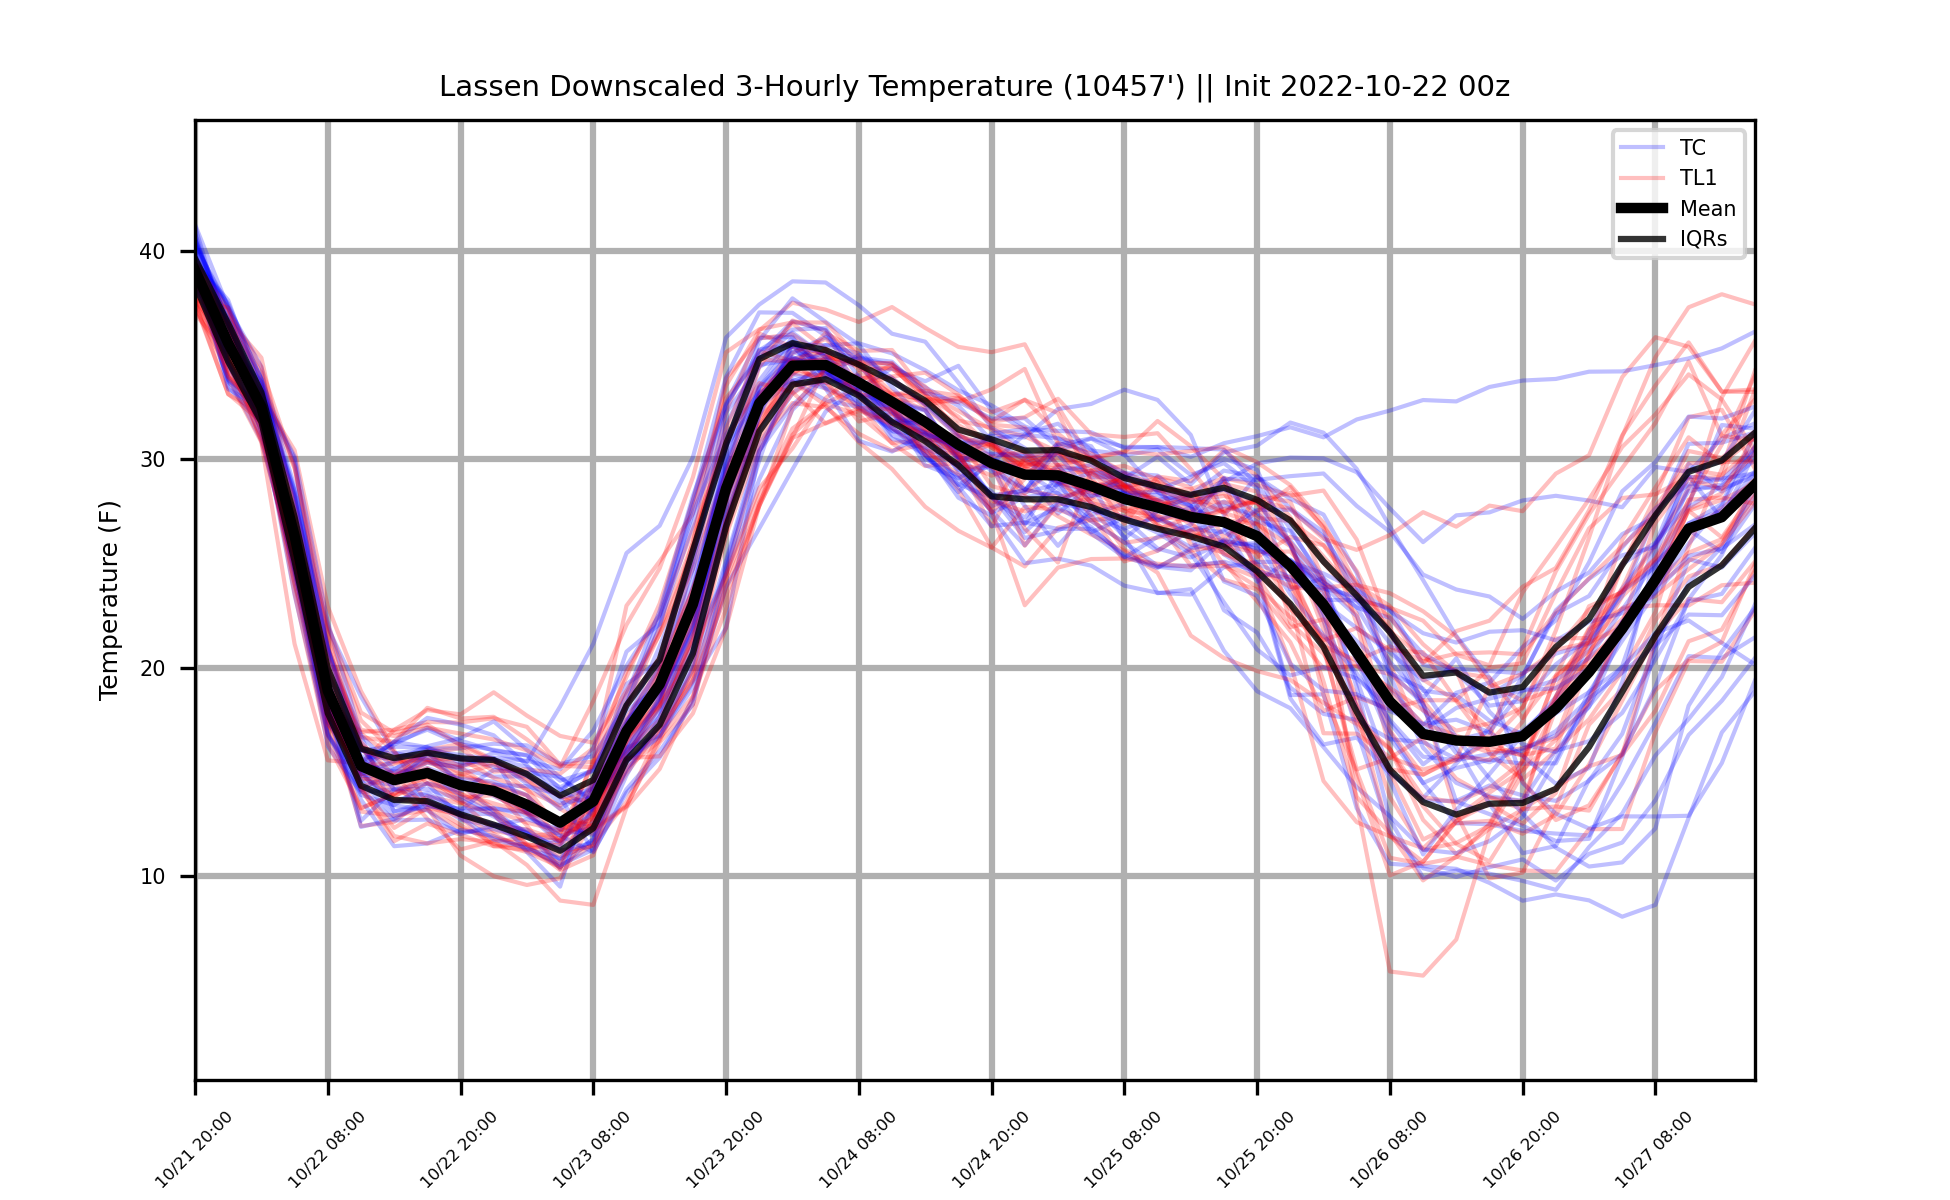 Lassen Downscaled 3-Hourly Temperature (10457') || Init 2022-10-22 00z
TC
TL1
Mean
IQRs
Temperature (F)
40
30
20
10
10/21 20:00
10/22 08:00
10/22 20:00
10/23 08:00
10/23 20:00
10/24 08:00
10/24 20:00
10/25 08:00
10/25 20:00
10/26 08:00
10/26 20:00
10/27 08:00